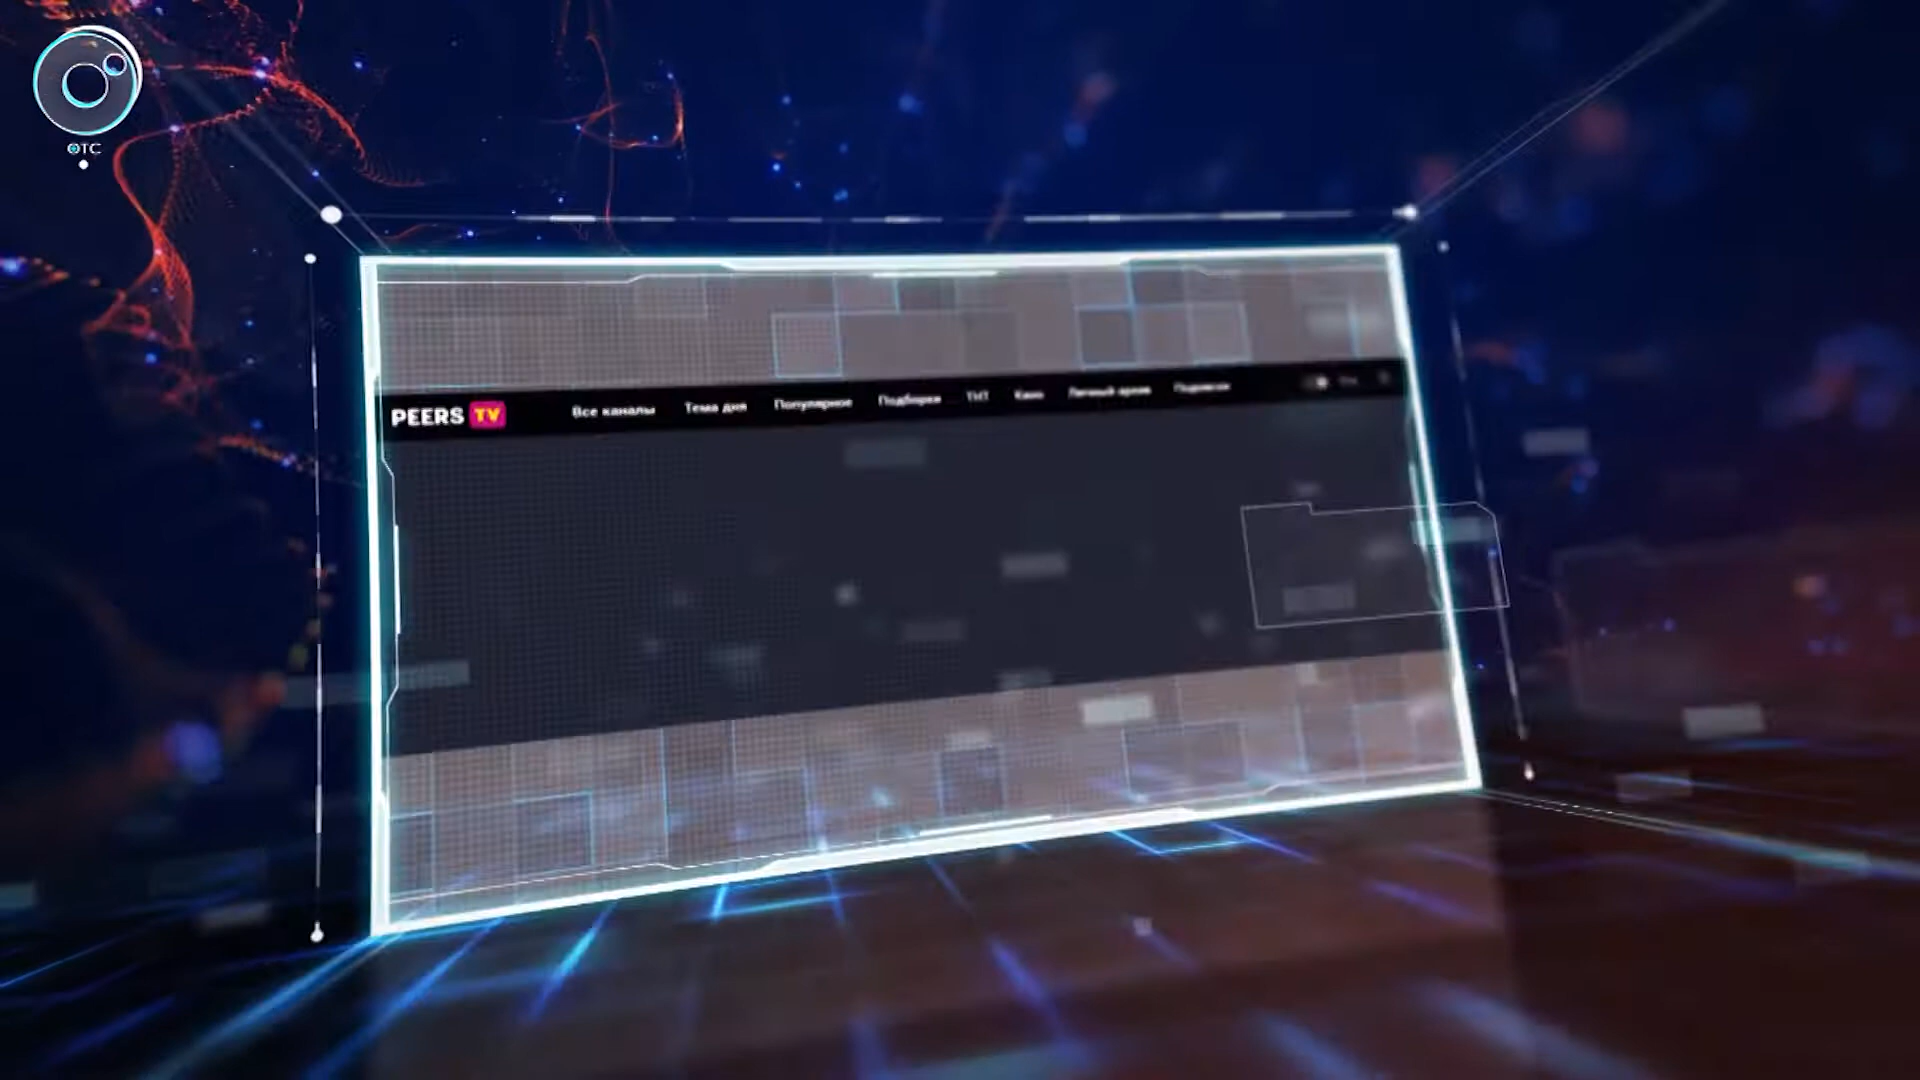 ОТС
PEERS TV Все каналы Тема дня Популярное Подборки ТНТ Кино Личный архив Подписки